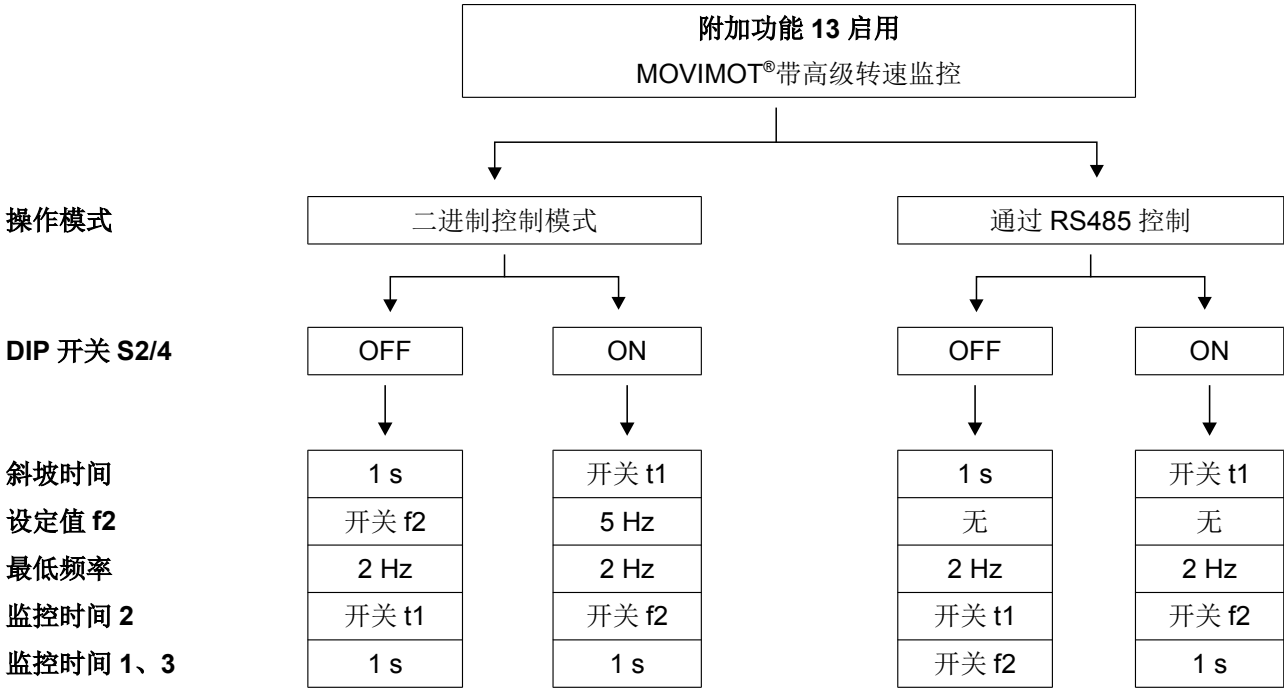 附加功能 13 启用
MOVIMOT®带高级转速监控
操作模式 二进制控制模式 通过 RS485 控制
DIP 开关 S2/4 OFF ON OFF ON
斜坡时间 1 s 开关 t1 1 s 开关 t1
设定值 f2 开关 f2 5 Hz 无 无
最低频率 2 Hz 2 Hz 2 Hz 2 Hz
监控时间 2 开关 t1 开关 f2 开关 t1 开关 f2
监控时间 1、3 1 s 1 s 开关 f2 1 s